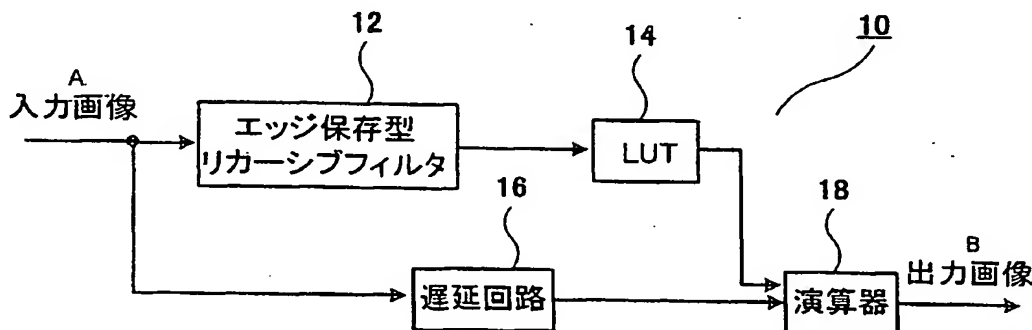 12
14
10
A
入力画像
エッジ保存型
リカーシブフィルタ
LUT
16
18
B
出力画像
遅延回路
演算器